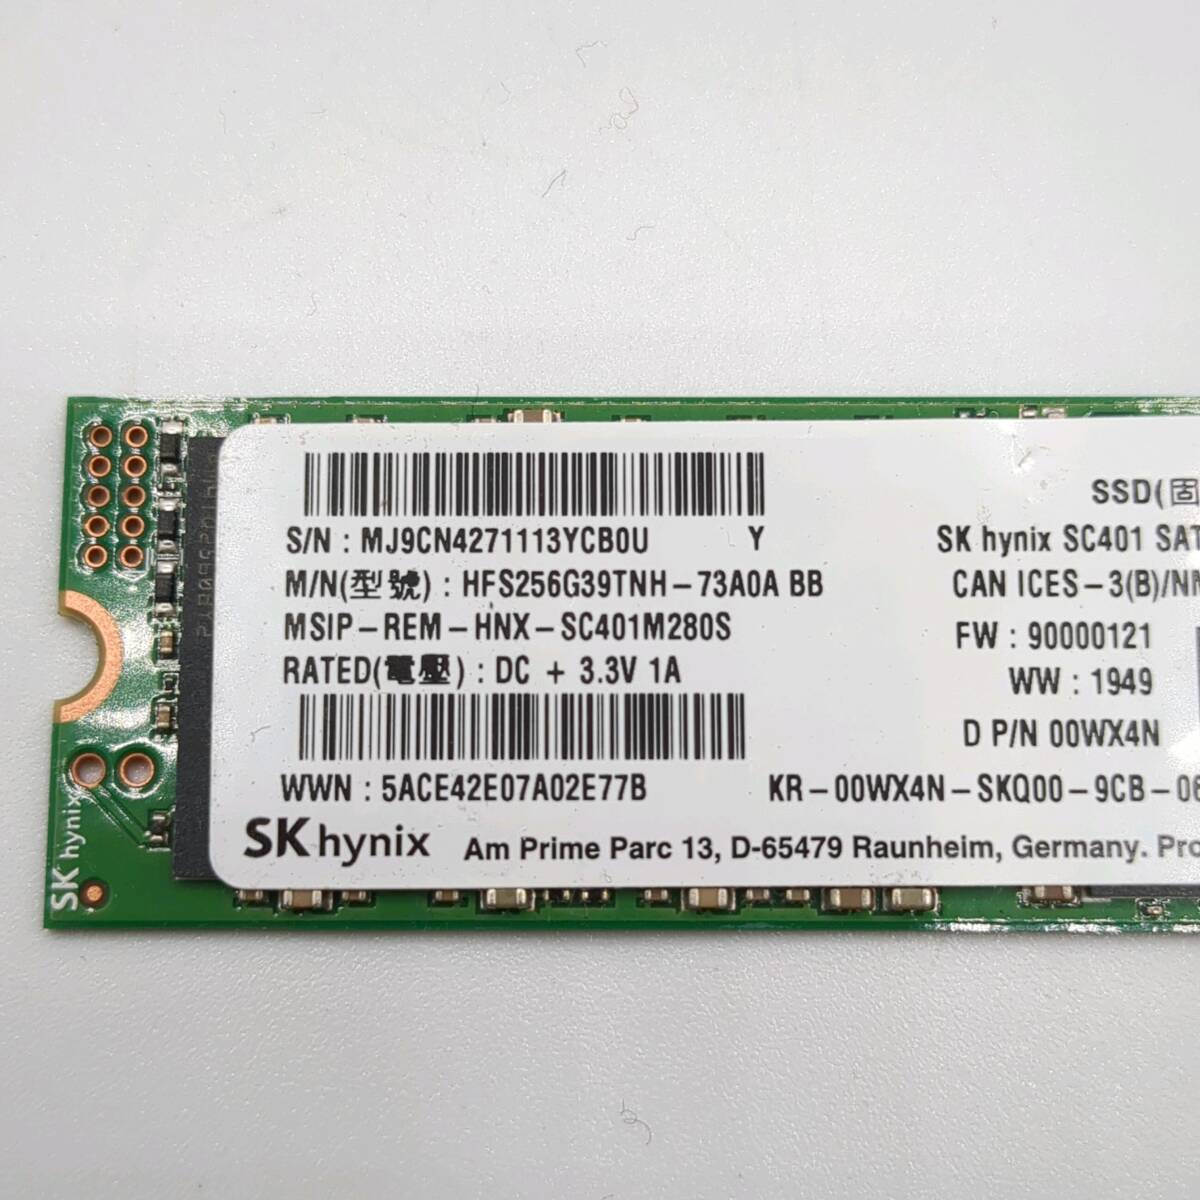 SSD(固
S/N : MJ9CN4271113YCB0U Y
SK hynix SC401 SAT
M/N(型號) : HFS256G39TNH-73A0A BB
CAN ICES-3(B)/NM
MSIP-REM-HNX-SC401M280S
FW : 90000121
RATED(電壓) : DC + 3.3V 1A
WW : 1949
D P/N 00WX4N
WWN : 5ACE42E07A02E77B
KR-00WX4N-SKQ00-9CB-06
SK hynix
Am Prime Parc 13, D-65479 Raunheim, Germany. Pro
SK hynix